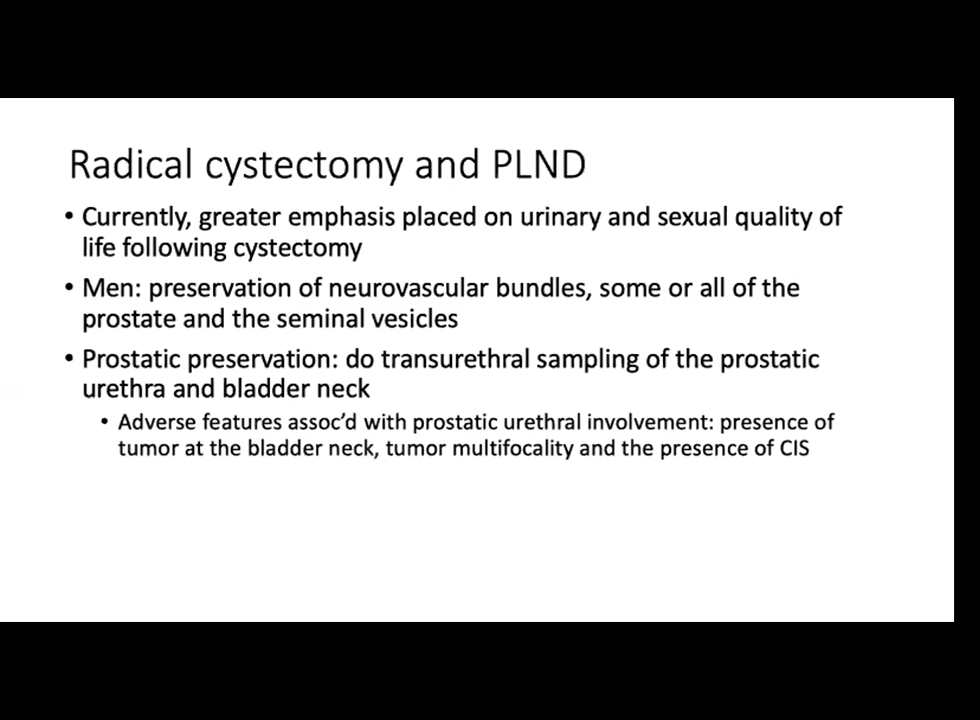 Radical cystectomy and PLND
• Currently, greater emphasis placed on urinary and sexual quality of
life following cystectomy
• Men: preservation of neurovascular bundles, some or all of the
prostate and the seminal vesicles
• Prostatic preservation: do transurethral sampling of the prostatic
urethra and bladder neck
• Adverse features assoc’d with prostatic urethral involvement: presence of
tumor at the bladder neck, tumor multifocality and the presence of CIS